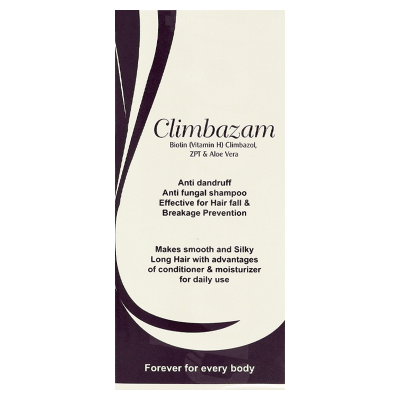 Climbazam
Biotin (Vitamin H) Climbazol,
ZPT & Aloe Vera
Anti dandruff
Anti fungal shampoo
Effective for Hair fall &
Breakage Prevention
Makes smooth and Silky
Long Hair with advantages
of conditioner & moisturizer
for daily use
Forever for every body